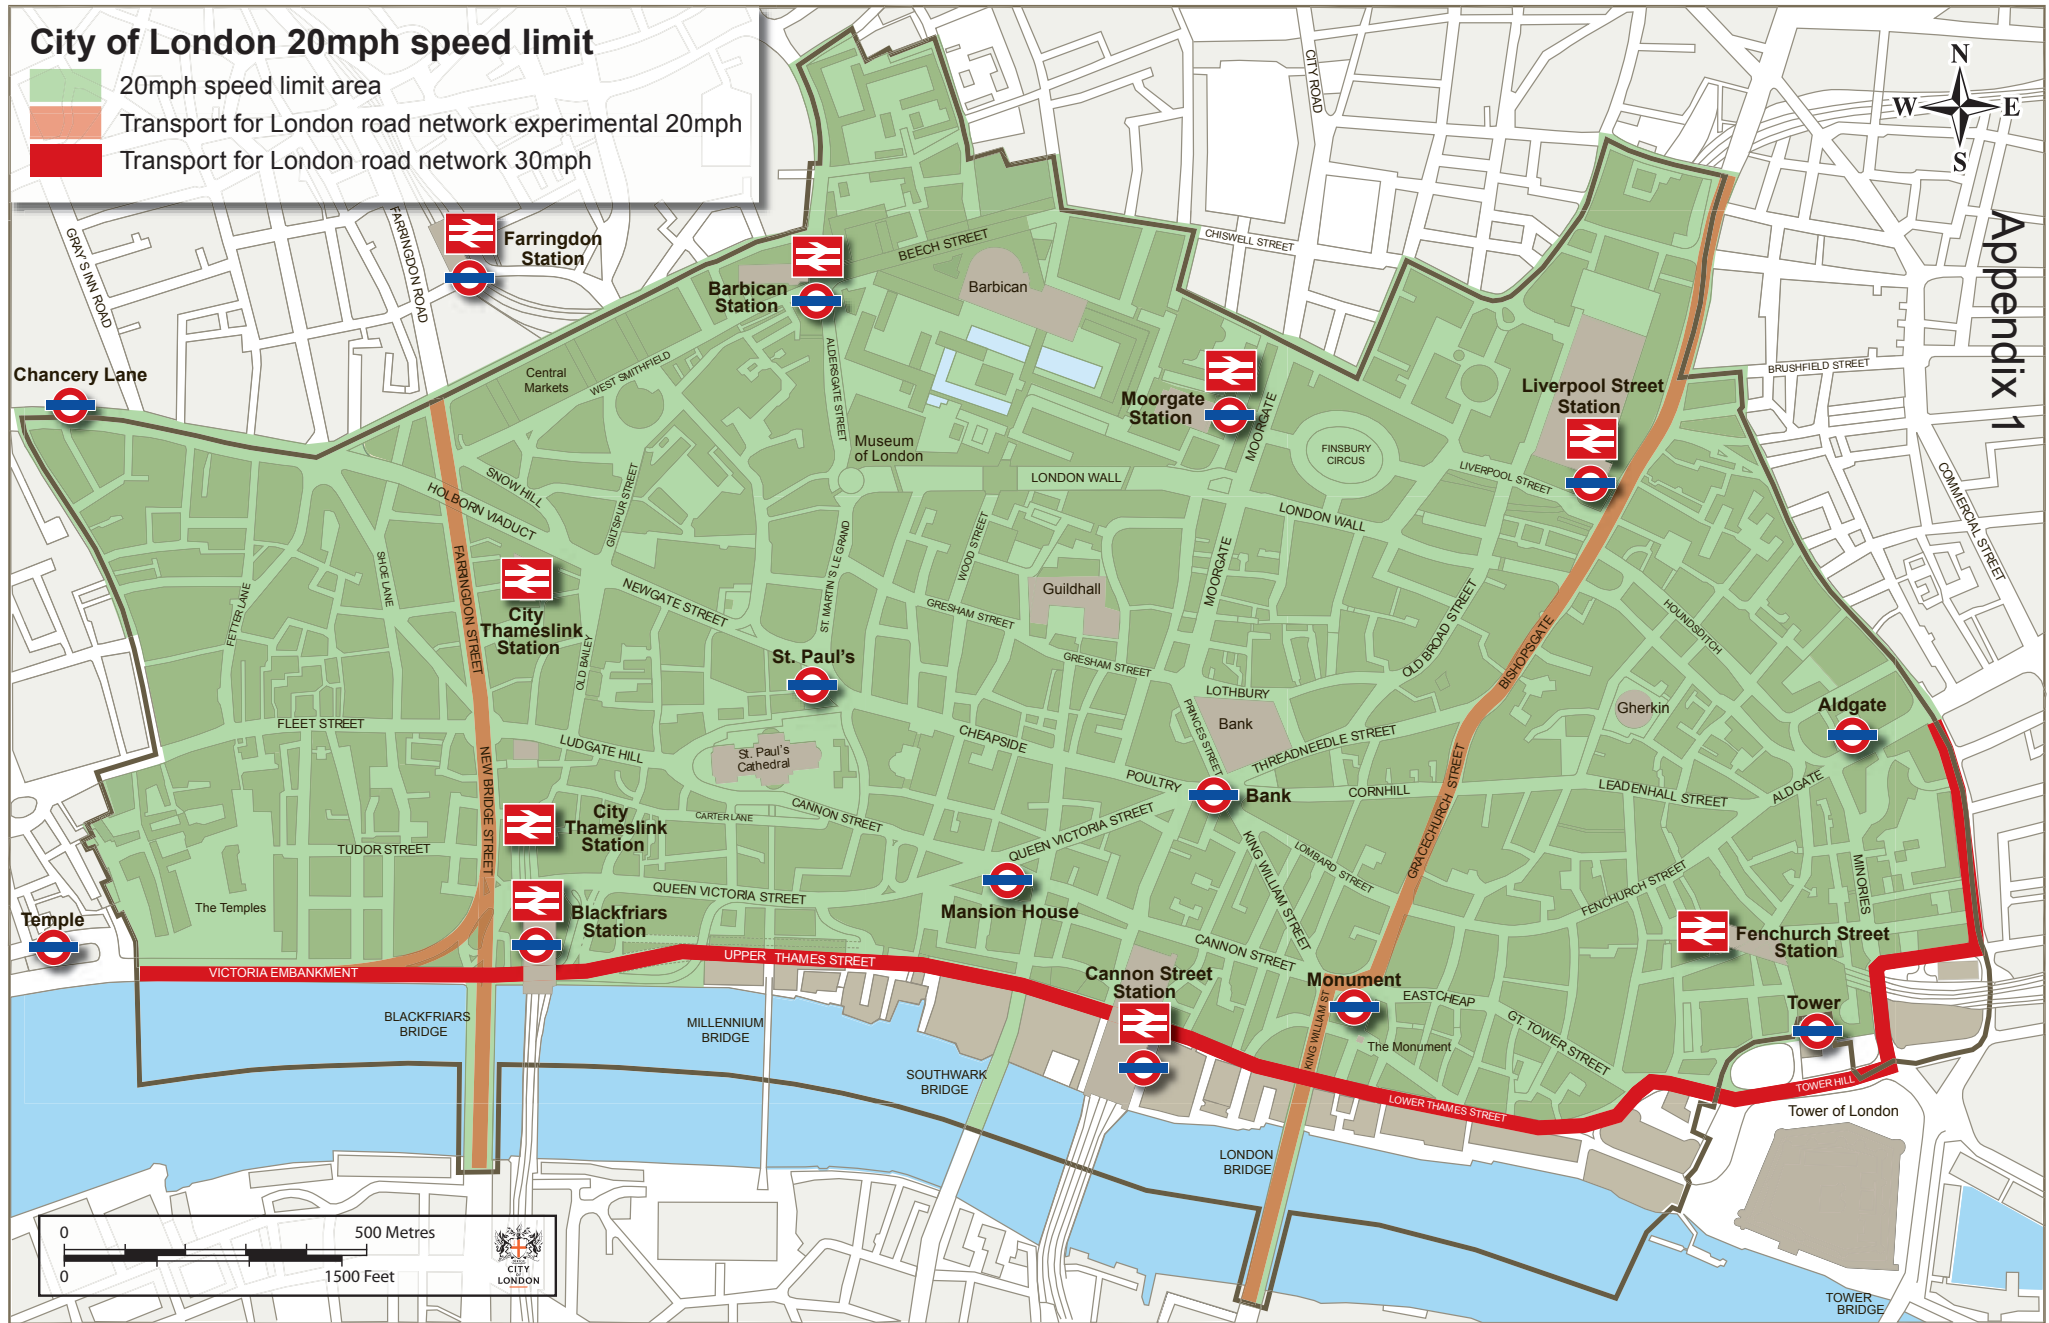 City of London 20mph speed limit
20mph speed limit area
Transport for London road network experimental 20mph
Transport for London road network 30mph
N
W
E
S
Appendix 1
CITY ROAD
GRAY'S INN ROAD
FARRINGDON ROAD
Farringdon
Station
Barbican
Station
BEECH STREET
Barbican
CHISWELL STREET
BRUSHFIELD STREET
COMMERCIAL STREET
Chancery Lane
Central
Markets
WEST SMITHFIELD
ALDERSGATE STREET
Museum
of London
Moorgate
Station
MOORGATE
FINSBURY
CIRCUS
Liverpool Street
Station
LIVERPOOL STREET
LONDON WALL
LONDON WALL
SNOW HILL
HOLBORN VIADUCT
GILTSPUR STREET
FARRINGDON STREET
SHOE LANE
FETTER LANE
City
Thameslink
Station
OLD BAILEY
NEWGATE STREET
ST. MARTIN'S LE GRAND
WOOD STREET
GRESHAM STREET
Guildhall
GRESHAM STREET
MOORGATE
OLD BROAD STREET
BISHOPSGATE
HOUNDSDITCH
St. Paul's
LOTHBURY
Bank
PRINCES STREET
THREADNEEDLE STREET
Gherkin
Aldgate
FLEET STREET
LUDGATE HILL
St. Paul's
Cathedral
CHEAPSIDE
POULTRY
Bank
CORNHILL
GRACECHURCH STREET
LEADENHALL STREET
ALDGATE
NEW BRIDGE STREET
City
Thameslink
Station
CARTER LANE
CANNON STREET
QUEEN VICTORIA STREET
KING WILLIAM STREET
LOMBARD STREET
FENCHURCH STREET
MINORIES
TUDOR STREET
The Temples
Temple
Blackfriars
Station
QUEEN VICTORIA STREET
Mansion House
CANNON STREET
Fenchurch Street
Station
VICTORIA EMBANKMENT
UPPER THAMES STREET
Cannon Street
Station
Monument
EASTCHEAP
GT. TOWER STREET
Tower
KING WILLIAM ST
The Monument
BLACKFRIARS
BRIDGE
MILLENNIUM
BRIDGE
SOUTHWARK
BRIDGE
LOWER THAMES STREET
TOWER HILL
Tower of London
LONDON
BRIDGE
TOWER
BRIDGE
0
500 Metres
0
1500 Feet
CITY
OF
LONDON